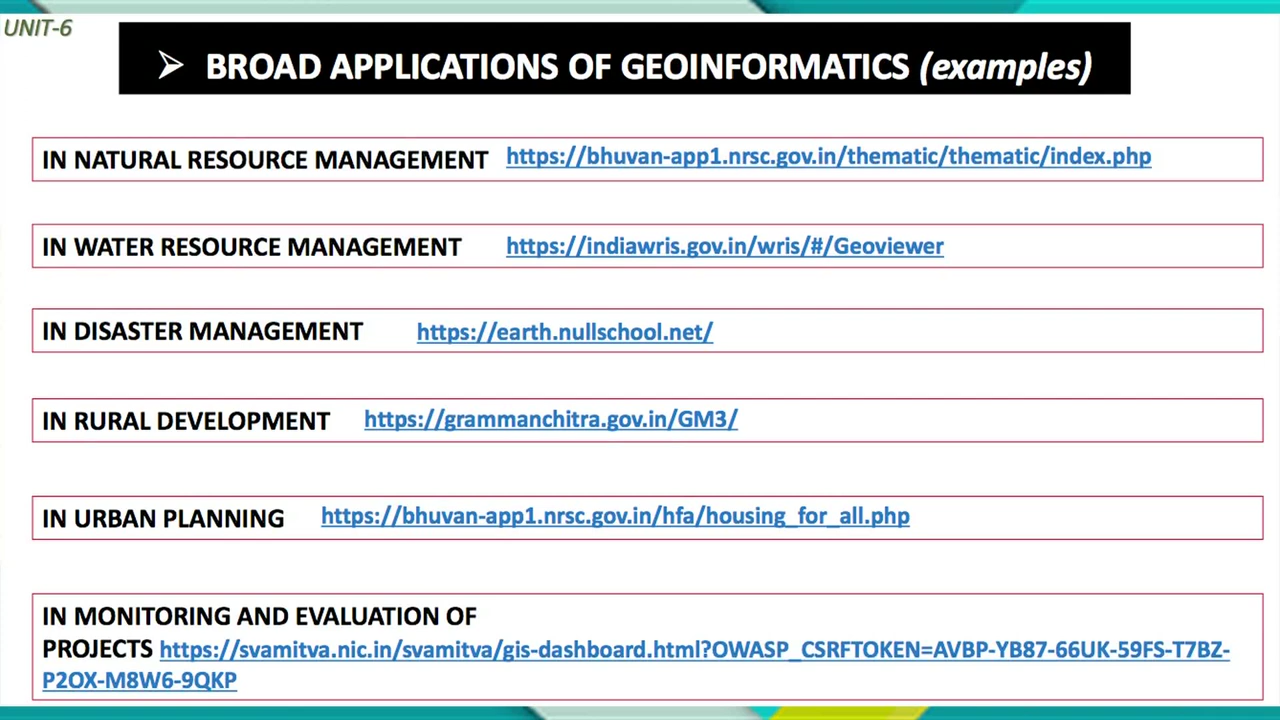 UNIT-6
➢ BROAD APPLICATIONS OF GEOINFORMATICS (examples)
IN NATURAL RESOURCE MANAGEMENT https://bhuvan-app1.nrsc.gov.in/thematic/thematic/index.php
IN WATER RESOURCE MANAGEMENT https://indiawris.gov.in/wris/#/Geoviewer
IN DISASTER MANAGEMENT https://earth.nullschool.net/
IN RURAL DEVELOPMENT https://grammanchitra.gov.in/GM3/
IN URBAN PLANNING https://bhuvan-app1.nrsc.gov.in/hfa/housing_for_all.php
IN MONITORING AND EVALUATION OF
PROJECTS https://svamitva.nic.in/svamitva/gis-dashboard.html?OWASP_CSRFTOKEN=AVBP-YB87-66UK-59FS-T7BZ-
P2OX-M8W6-9QKP